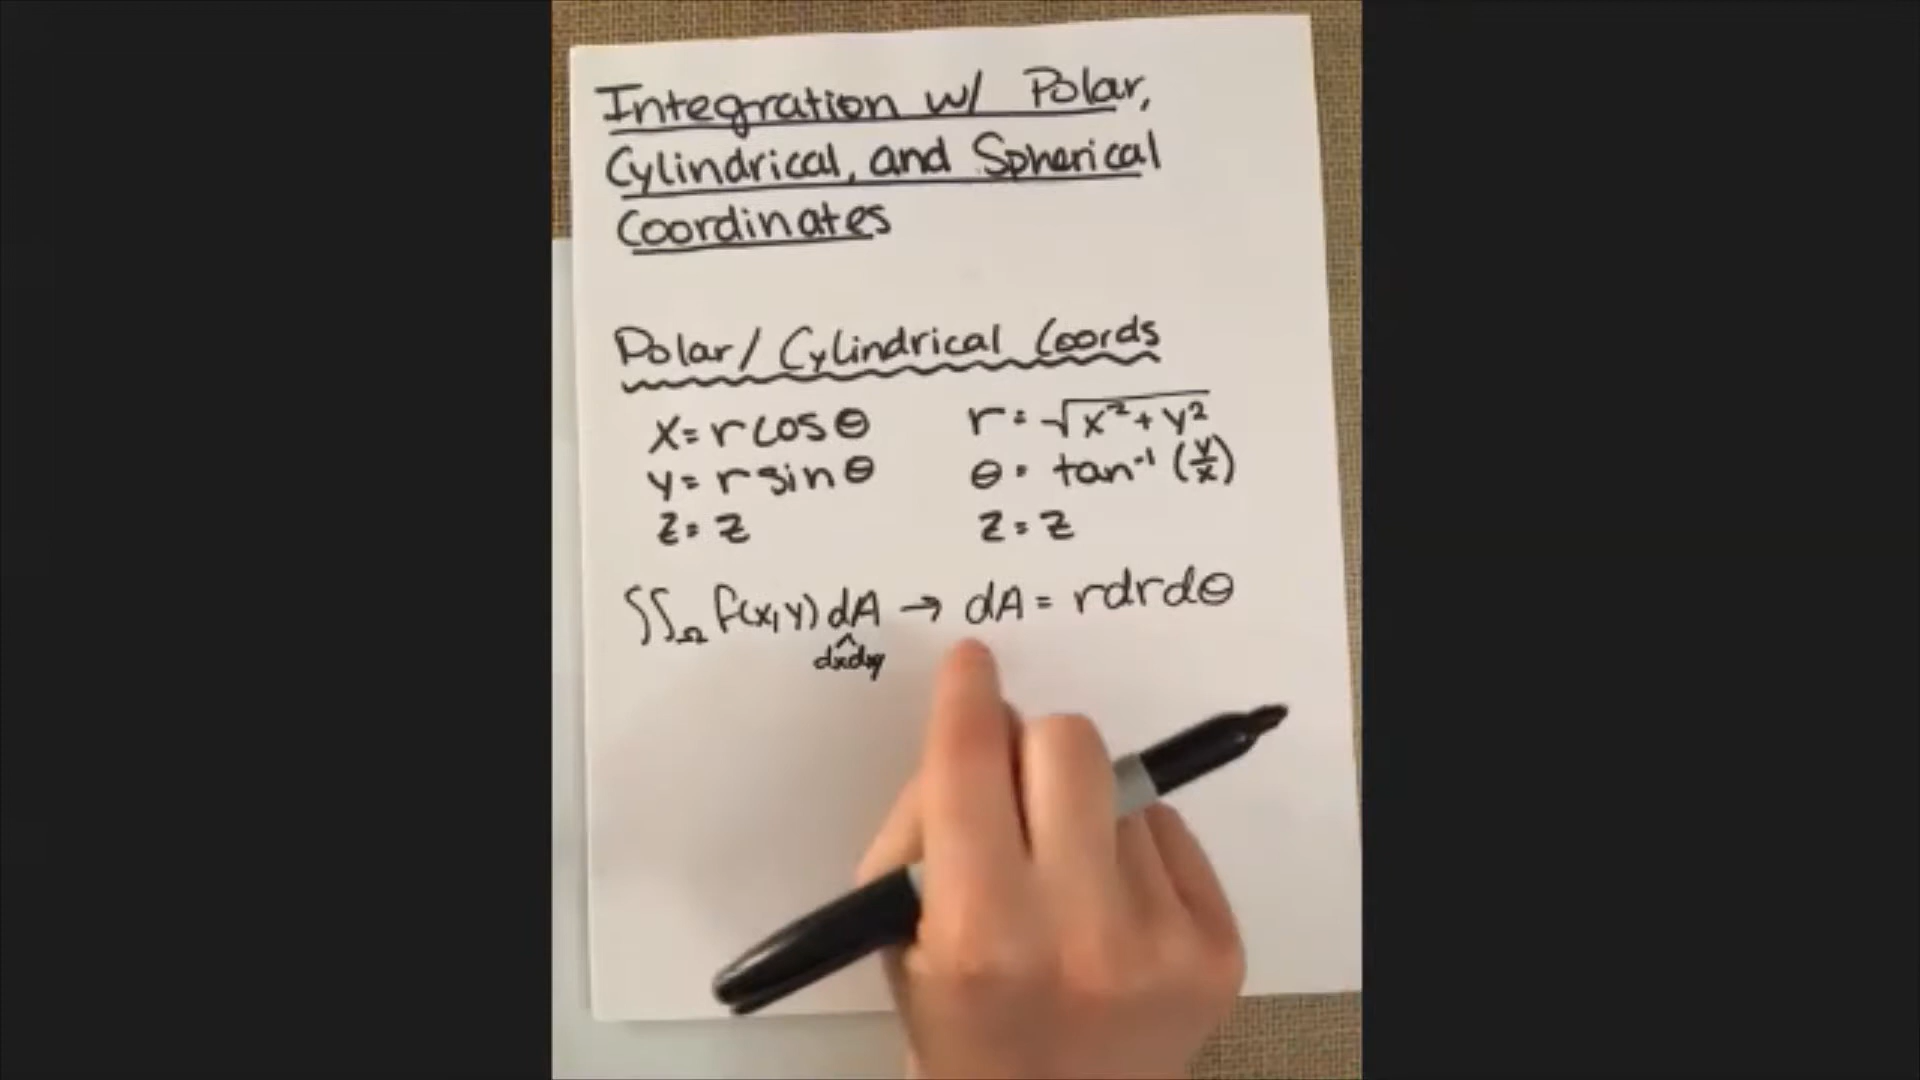 Integration w/ Polar,
Cylindrical, and Spherical
Coordinates
Polar/Cylindrical Coords
x = r cos θ r = √x² + y²
y = r sin θ θ = tan⁻¹ (y/x)
z = z z = z
∫∫_Ω f(x,y) dA → dA = r dr dθ
dxdy